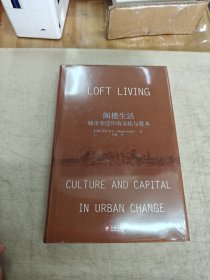 LOFT LIVING
阁楼生活
城市变迁中的文化与资本
CULTURE AND CAPITAL
IN URBAN CHANGE